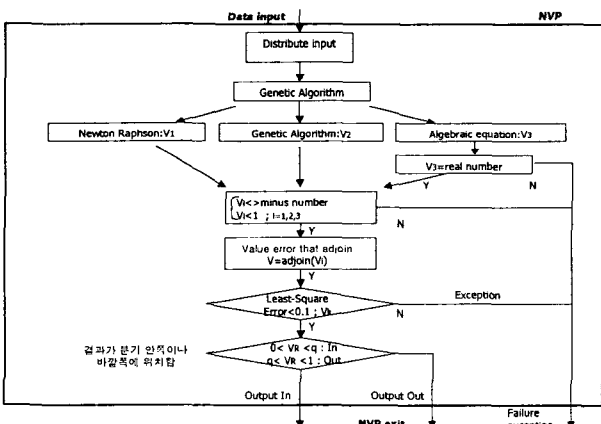 Data input
NVP
Distribute input
Genetic Algorithm
Newton Raphson:V1
Genetic Algorithm:V2
Algebraic equation:V3
V3=real number
Y
N
Vi<>minus number
Vi<1 ; i=1,2,3
N
Y
Value error that adjoin
V=adjoin(Vi)
Y
Least-Square
Error<0.1 ; VR
Exception
N
Y
결과가 분기 안쪽이나
바깥쪽에 위치함
0< VR <q : In
q< VR <1 : Out
Output In
Output Out
Failure
NVP exit
exception